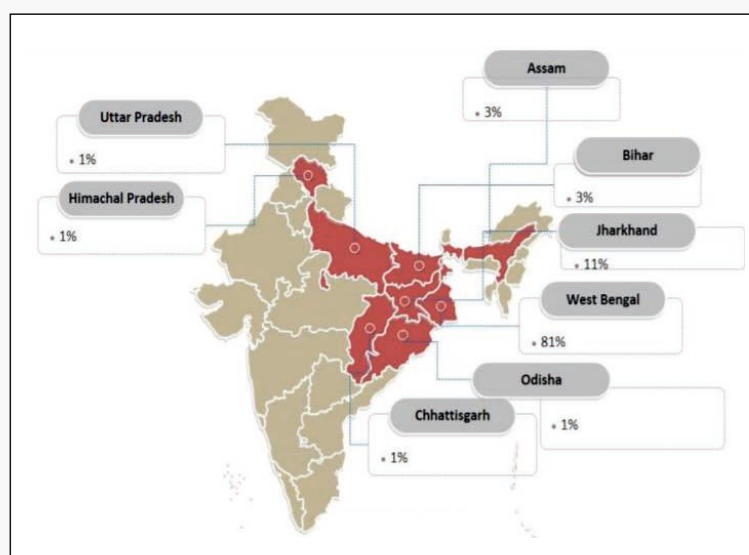 Assam
• 3%
Uttar Pradesh
• 1%
Bihar
• 3%
Himachal Pradesh
• 1%
Jharkhand
• 11%
West Bengal
• 81%
Odisha
• 1%
Chhattisgarh
• 1%